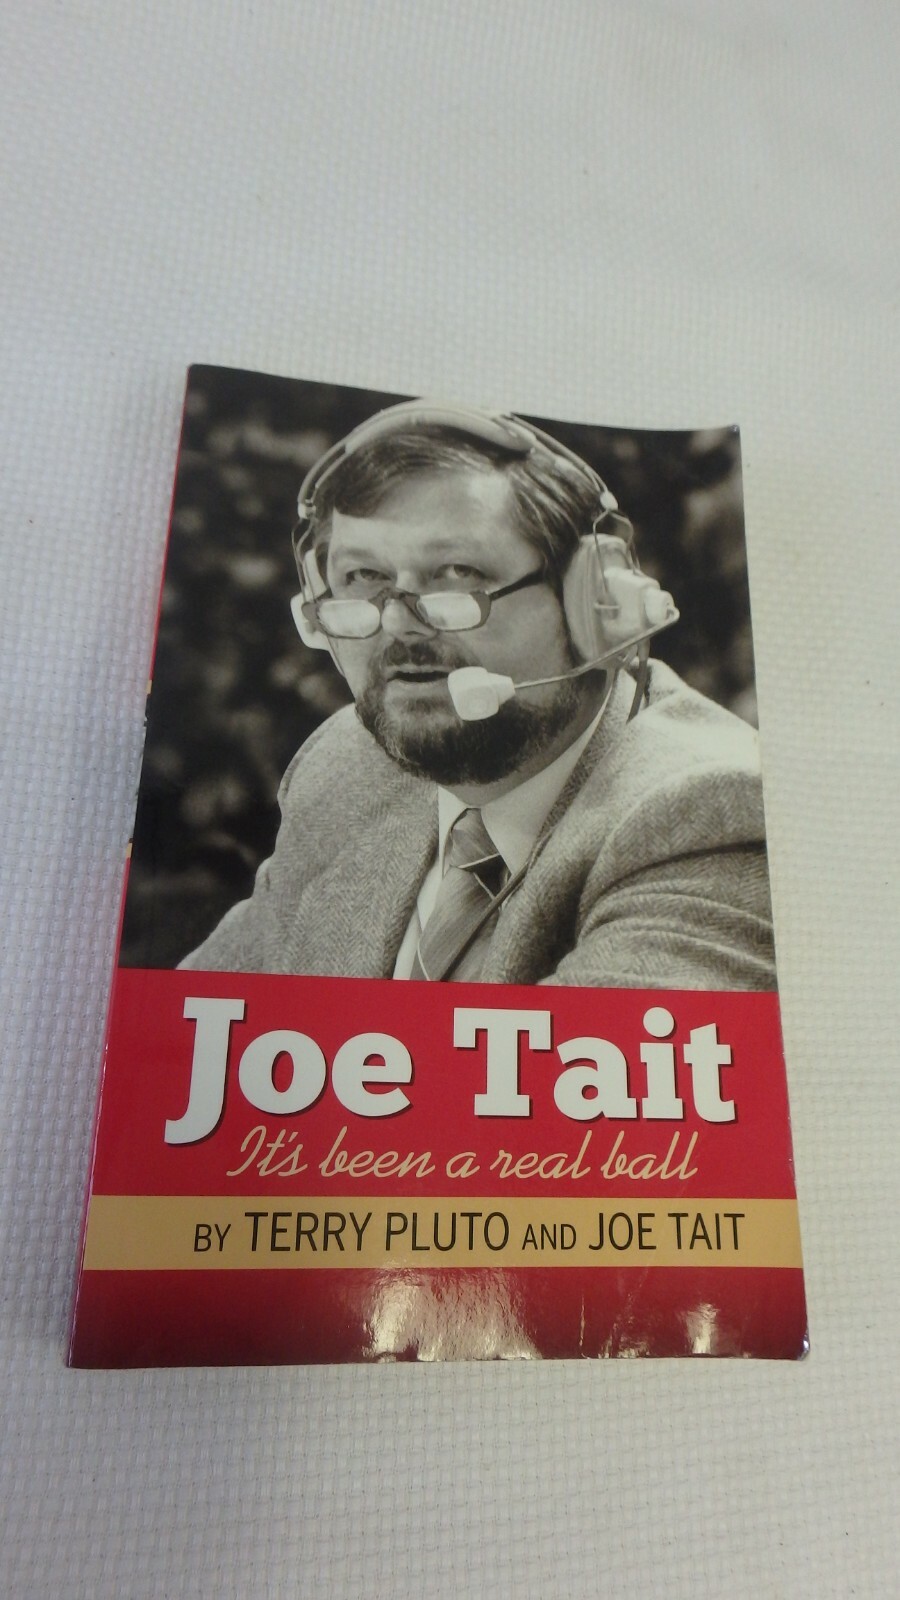 Joe Tait
It's been a real ball
BY TERRY PLUTO AND JOE TAIT